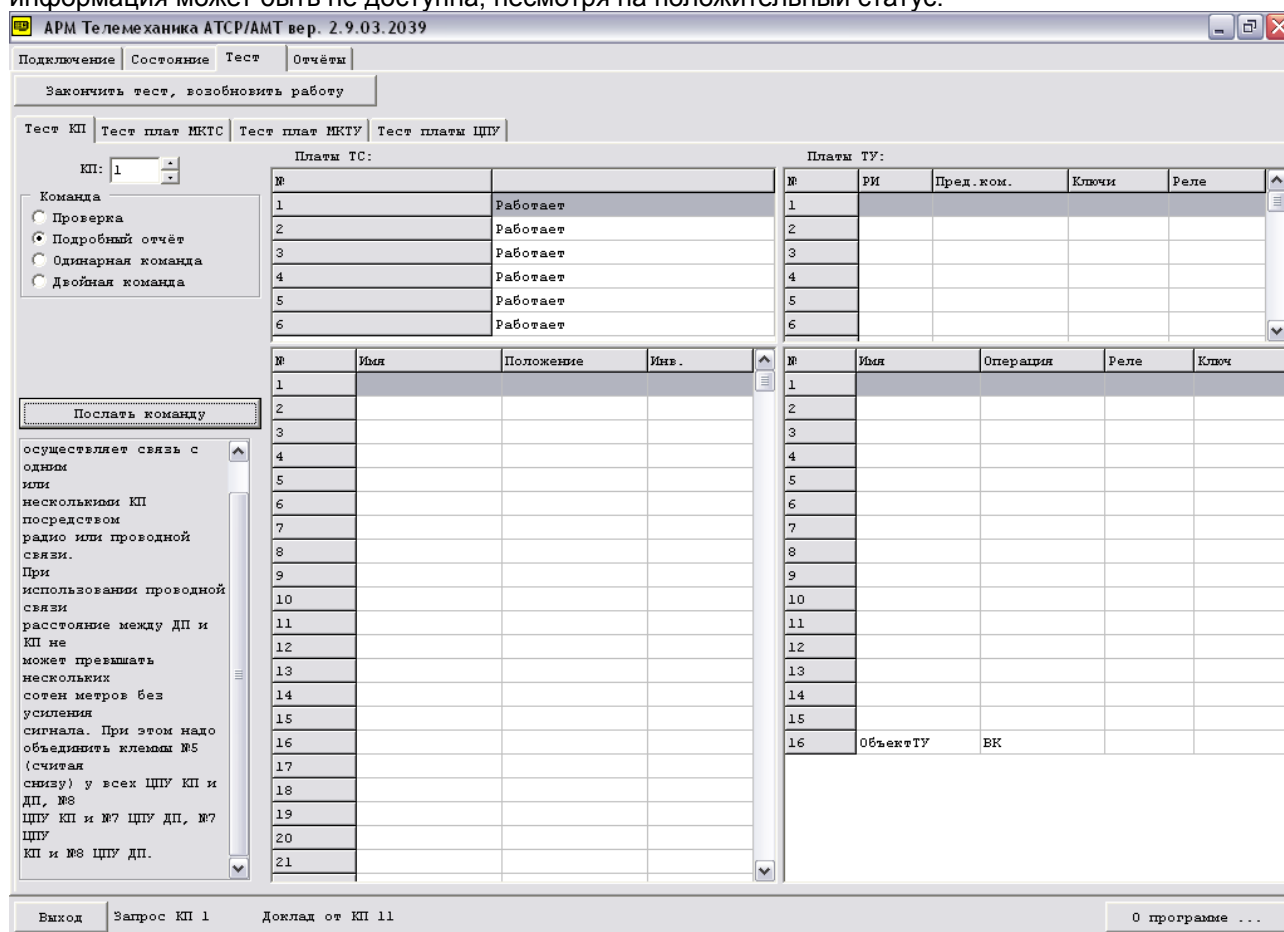 информация может быть не доступна, несмотря на положительный статус.
АРМ Телемеханика АТСР/АМТ вер. 2.9.03.2039
Подключение Состояние Тест Отчёты
Закончить тест, возобновить работу
Тест КП Тест плат МКТС Тест плат МКТУ Тест платы ЦПУ
КП: 1
Команда
Проверка
Подробный отчёт
Одинарная команда
Двойная команда
Послать команду
осуществляет связь с
одним
или
несколькими КП
посредством
радио или проводной
связи.
При
использовании проводной
связи
расстояние между ДП и
КП не
может превышать
нескольких
сотен метров без
усиления
сигнала. При этом надо
объединить клеммы №5
(считая
снизу) у всех ЦПУ КП и
ДП, №8
ЦПУ КП и №7 ЦПУ ДП, №7
ЦПУ
КП и №8 ЦПУ ДП.
Платы ТС:
№
1 Работает
2 Работает
3 Работает
4 Работает
5 Работает
6 Работает
№ Имя Положение Инв.
1
2
3
4
5
6
7
8
9
10
11
12
13
14
15
16
17
18
19
20
21
Платы ТУ:
№ РИ Пред.ком. Ключи Реле
1
2
3
4
5
6
№ Имя Операция Реле Ключ
1
2
3
4
5
6
7
8
9
10
11
12
13
14
15
16 ОбъектТУ ВК
Выход Запрос КП 1 Доклад от КП 11 О программе ...